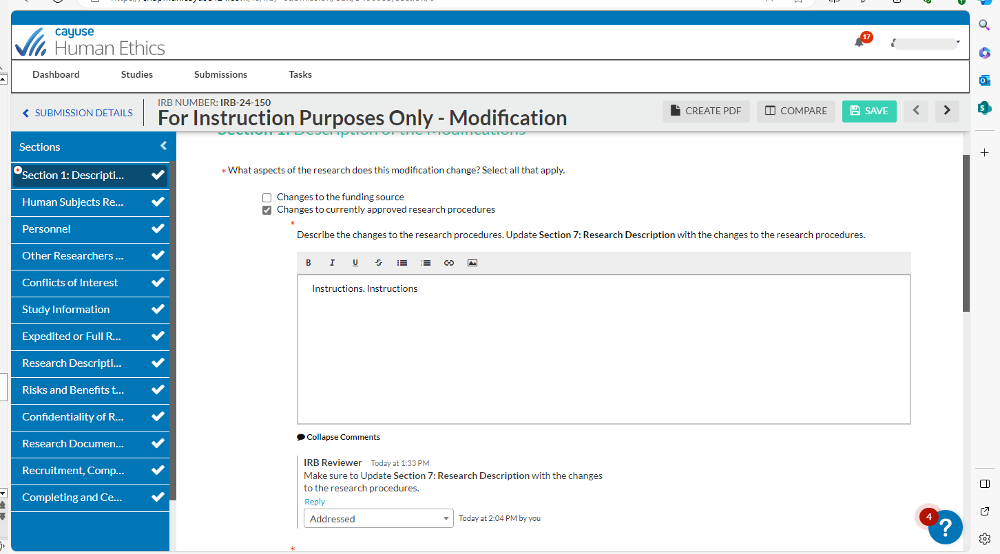 cayuse
Human Ethics
17
Dashboard Studies Submissions Tasks
SUBMISSION DETAILS
IRB NUMBER: IRB-24-150
For Instruction Purposes Only - Modification
CREATE PDF COMPARE SAVE
Sections
Section 1: Descripti...
Human Subjects Re...
Personnel
Other Researchers ...
Conflicts of Interest
Study Information
Expedited or Full R...
Research Descripti...
Risks and Benefits t...
Confidentiality of R...
Research Documen...
Recruitment, Comp...
Completing and Ce...
Section 1: Description of the Modifications
* What aspects of the research does this modification change? Select all that apply.
Changes to the funding source
Changes to currently approved research procedures
*
Describe the changes to the research procedures. Update Section 7: Research Description with the changes to the research procedures.
B I U S
Instructions. Instructions
Collapse Comments
IRB Reviewer Today at 1:33 PM
Make sure to Update Section 7: Research Description with the changes
to the research procedures.
Reply
Addressed Today at 2:04 PM by you
*
4
?